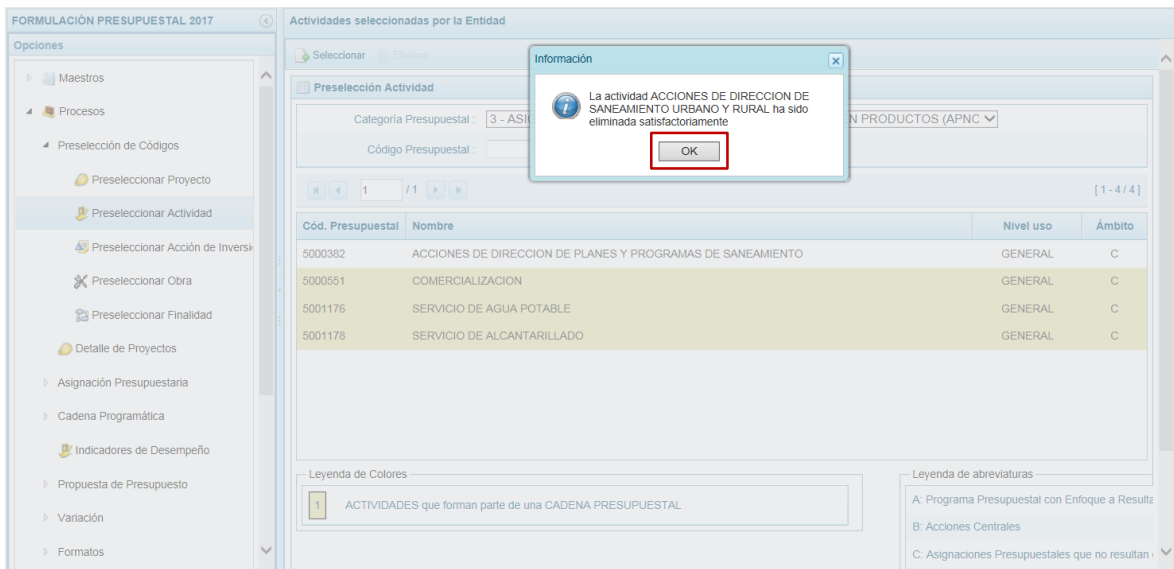 FORMULACIÓN PRESUPUESTAL 2017
Opciones
Maestros
Procesos
Preselección de Códigos
Preseleccionar Proyecto
Preseleccionar Actividad
Preseleccionar Acción de Inversi
Preseleccionar Obra
Preseleccionar Finalidad
Detalle de Proyectos
Asignación Presupuestaria
Cadena Programática
Indicadores de Desempeño
Propuesta de Presupuesto
Variación
Formatos
Actividades seleccionadas por la Entidad
Seleccionar Eliminar
Preselección Actividad
Categoría Presupuestal : 3 - ASI N PRODUCTOS (APNC
Código Presupuestal :
Información
La actividad ACCIONES DE DIRECCION DE
SANEAMIENTO URBANO Y RURAL ha sido
eliminada satisfactoriamente
OK
1 / 1 [ 1 - 4 / 4 ]
Cód. Presupuestal Nombre Nivel uso Ámbito
5000382 ACCIONES DE DIRECCION DE PLANES Y PROGRAMAS DE SANEAMIENTO GENERAL C
5000551 COMERCIALIZACION GENERAL C
5001176 SERVICIO DE AGUA POTABLE GENERAL C
5001178 SERVICIO DE ALCANTARILLADO GENERAL C
Leyenda de Colores
1 ACTIVIDADES que forman parte de una CADENA PRESUPUESTAL
Leyenda de abreviaturas
A: Programa Presupuestal con Enfoque a Resulta
B: Acciones Centrales
C: Asignaciones Presupuestales que no resultan